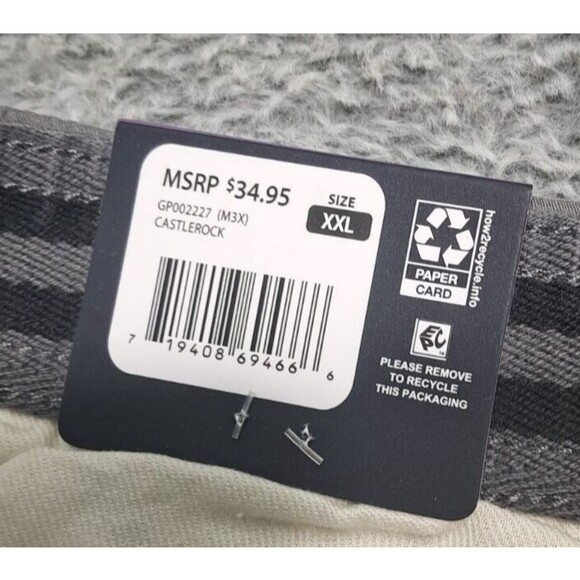 MSRP $34.95
SIZE
XXL
GP002227 (M3X)
CASTLEROCK
7 19408 69466 6
how2recycle.info
PAPER
CARD
EPC
PLEASE REMOVE
TO RECYCLE
THIS PACKAGING